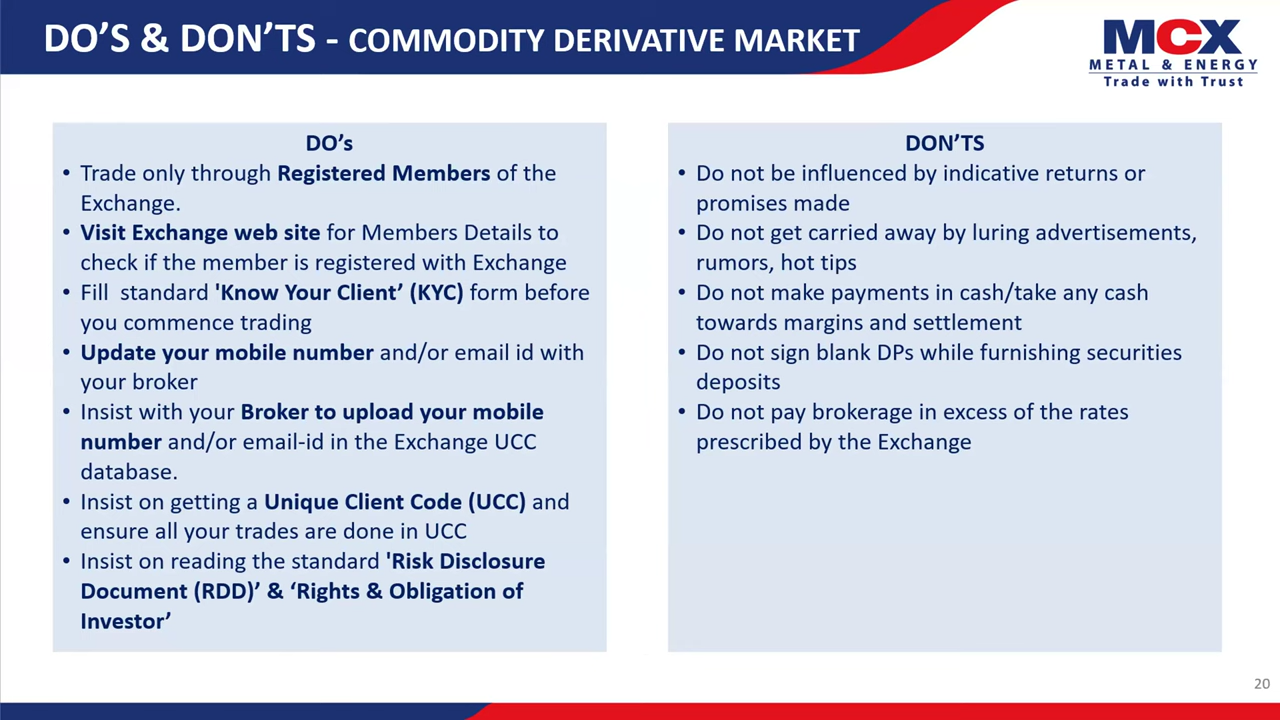 DO’S & DON’TS - COMMODITY DERIVATIVE MARKET
MCX
METAL & ENERGY
Trade with Trust
DO’s
• Trade only through Registered Members of the
Exchange.
• Visit Exchange web site for Members Details to
check if the member is registered with Exchange
• Fill  standard 'Know Your Client’ (KYC) form before
you commence trading
• Update your mobile number and/or email id with
your broker
• Insist with your Broker to upload your mobile
number and/or email-id in the Exchange UCC
database.
• Insist on getting a Unique Client Code (UCC) and
ensure all your trades are done in UCC
• Insist on reading the standard 'Risk Disclosure
Document (RDD)’ & ‘Rights & Obligation of
Investor’
DON’TS
• Do not be influenced by indicative returns or
promises made
• Do not get carried away by luring advertisements,
rumors, hot tips
• Do not make payments in cash/take any cash
towards margins and settlement
• Do not sign blank DPs while furnishing securities
deposits
• Do not pay brokerage in excess of the rates
prescribed by the Exchange
20